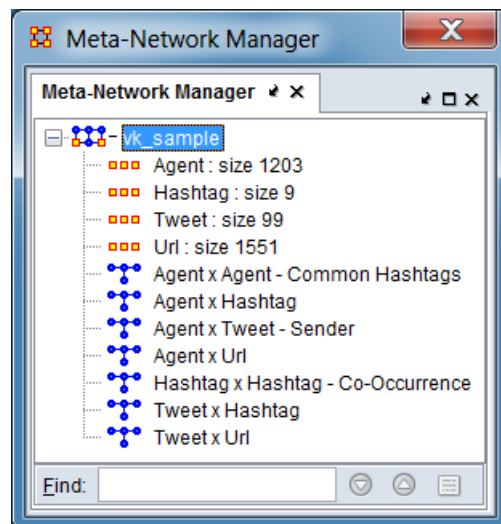 Meta-Network Manager
Meta-Network Manager
vk_sample
Agent : size 1203
Hashtag : size 9
Tweet : size 99
Url : size 1551
Agent x Agent - Common Hashtags
Agent x Hashtag
Agent x Tweet - Sender
Agent x Url
Hashtag x Hashtag - Co-Occurrence
Tweet x Hashtag
Tweet x Url
Find: